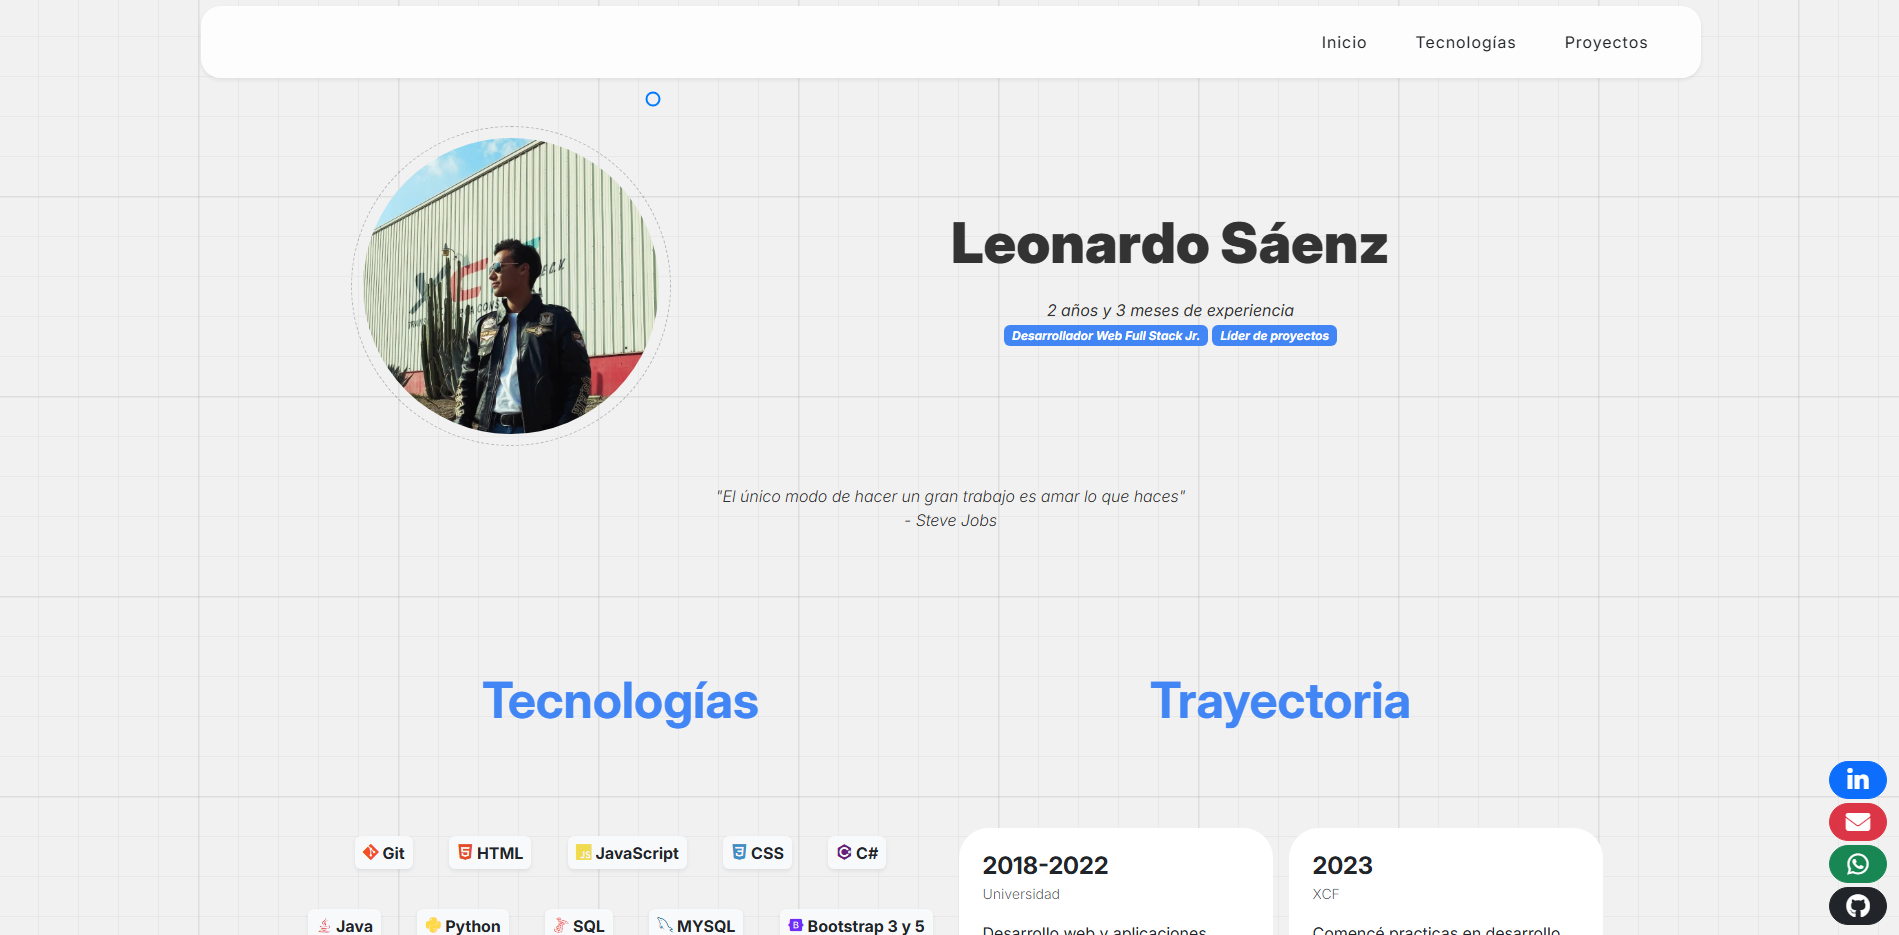 Inicio Tecnologías Proyectos
Leonardo Sáenz
2 años y 3 meses de experiencia
Desarrollador Web Full Stack Jr. Líder de proyectos
"El único modo de hacer un gran trabajo es amar lo que haces"
- Steve Jobs
Tecnologías
Git HTML JavaScript CSS C#
Java Python SQL MYSQL Bootstrap 3 y 5
Trayectoria
2018-2022
Universidad
Desarrollo web y aplicaciones
2023
XCF
Comencé practicas en desarrollo